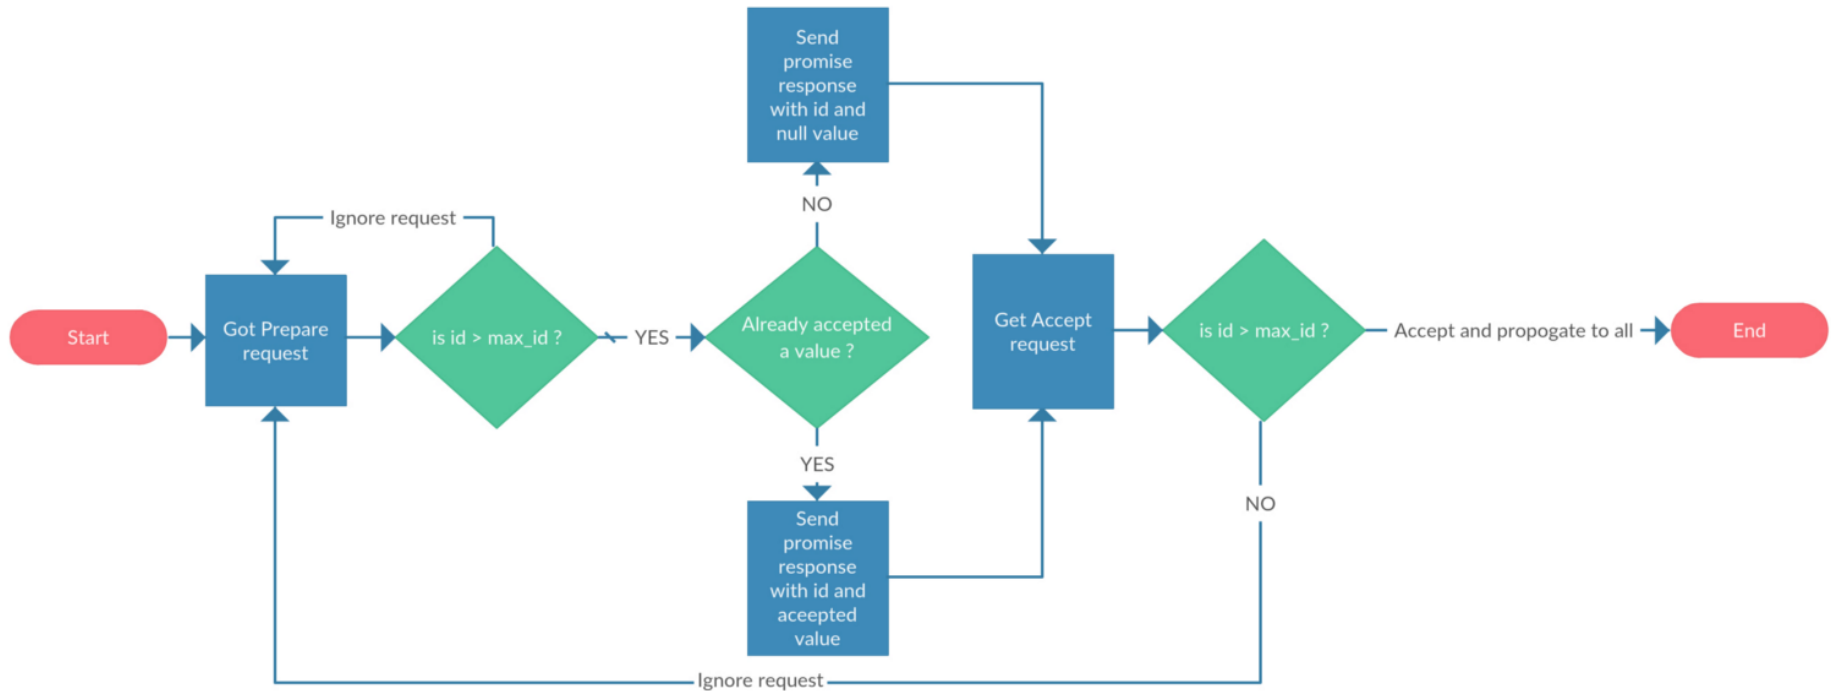 Send
promise
response
with id and
null value
NO
Ignore request
Start
Got Prepare
request
is id > max_id ?
YES
Already accepted
a value ?
Get Accept
request
is id > max_id ?
Accept and propogate to all
End
YES
Send
promise
response
with id and
aceepted
value
NO
Ignore request